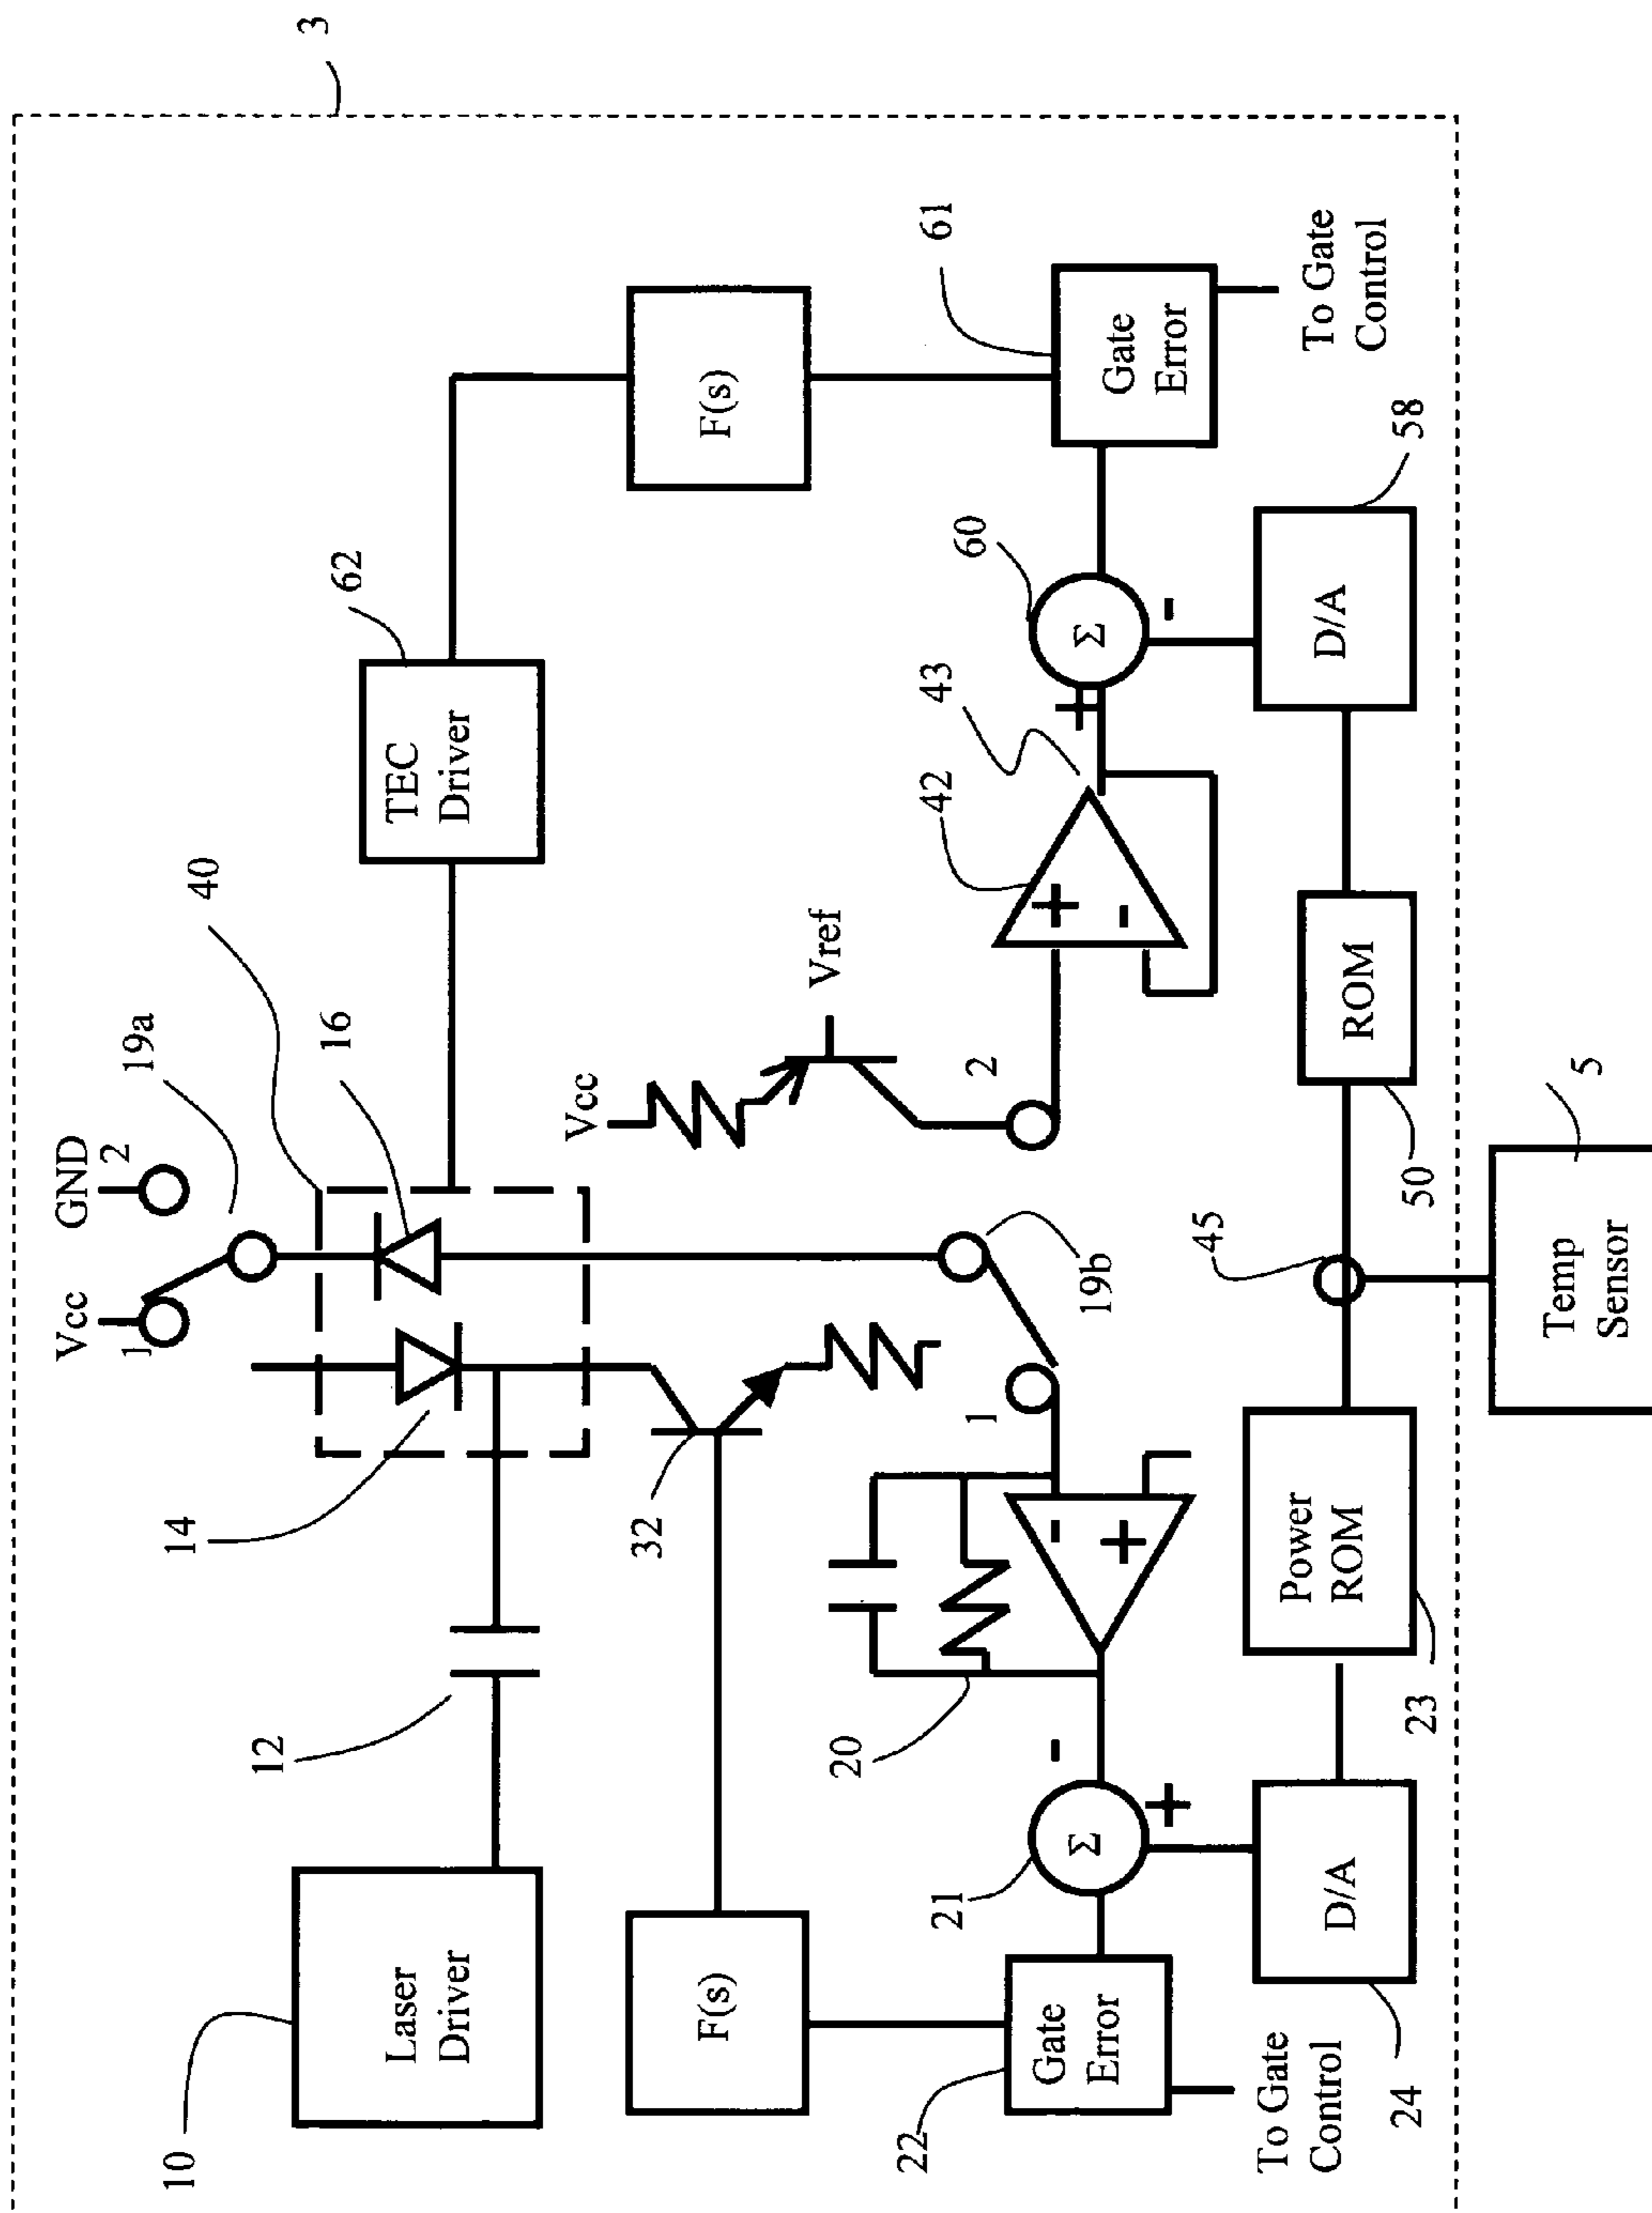 3
Vcc
1
GND
2
19a
40
16
14
12
10
Laser
Driver
TEC
Driver
62
F(s)
F(s)
32
Vcc
Vref
2
19b
1
20
-
+
-
+
Σ
21
Gate
Error
22
To Gate
Control
D/A
24
Power
ROM
23
45
ROM
50
Temp
Sensor
5
+
-
42
43
+
-
Σ
60
D/A
58
Gate
Error
61
To Gate
Control